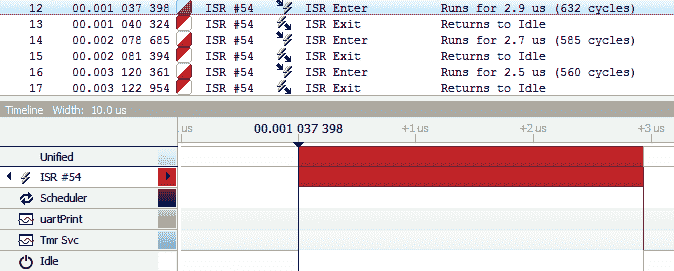 12 00.001 037 398 ISR #54 ISR Enter Runs for 2.9 us (632 cycles)
13 00.001 040 324 ISR #54 ISR Exit Returns to Idle
14 00.002 078 685 ISR #54 ISR Enter Runs for 2.7 us (585 cycles)
15 00.002 081 394 ISR #54 ISR Exit Returns to Idle
16 00.003 120 361 ISR #54 ISR Enter Runs for 2.5 us (560 cycles)
17 00.003 122 954 ISR #54 ISR Exit Returns to Idle
Timeline Width: 10.0 us
us 00.001 037 398 +1 us +2 us +3 us
Unified
ISR #54
Scheduler
uartPrint
Tmr Svc
Idle